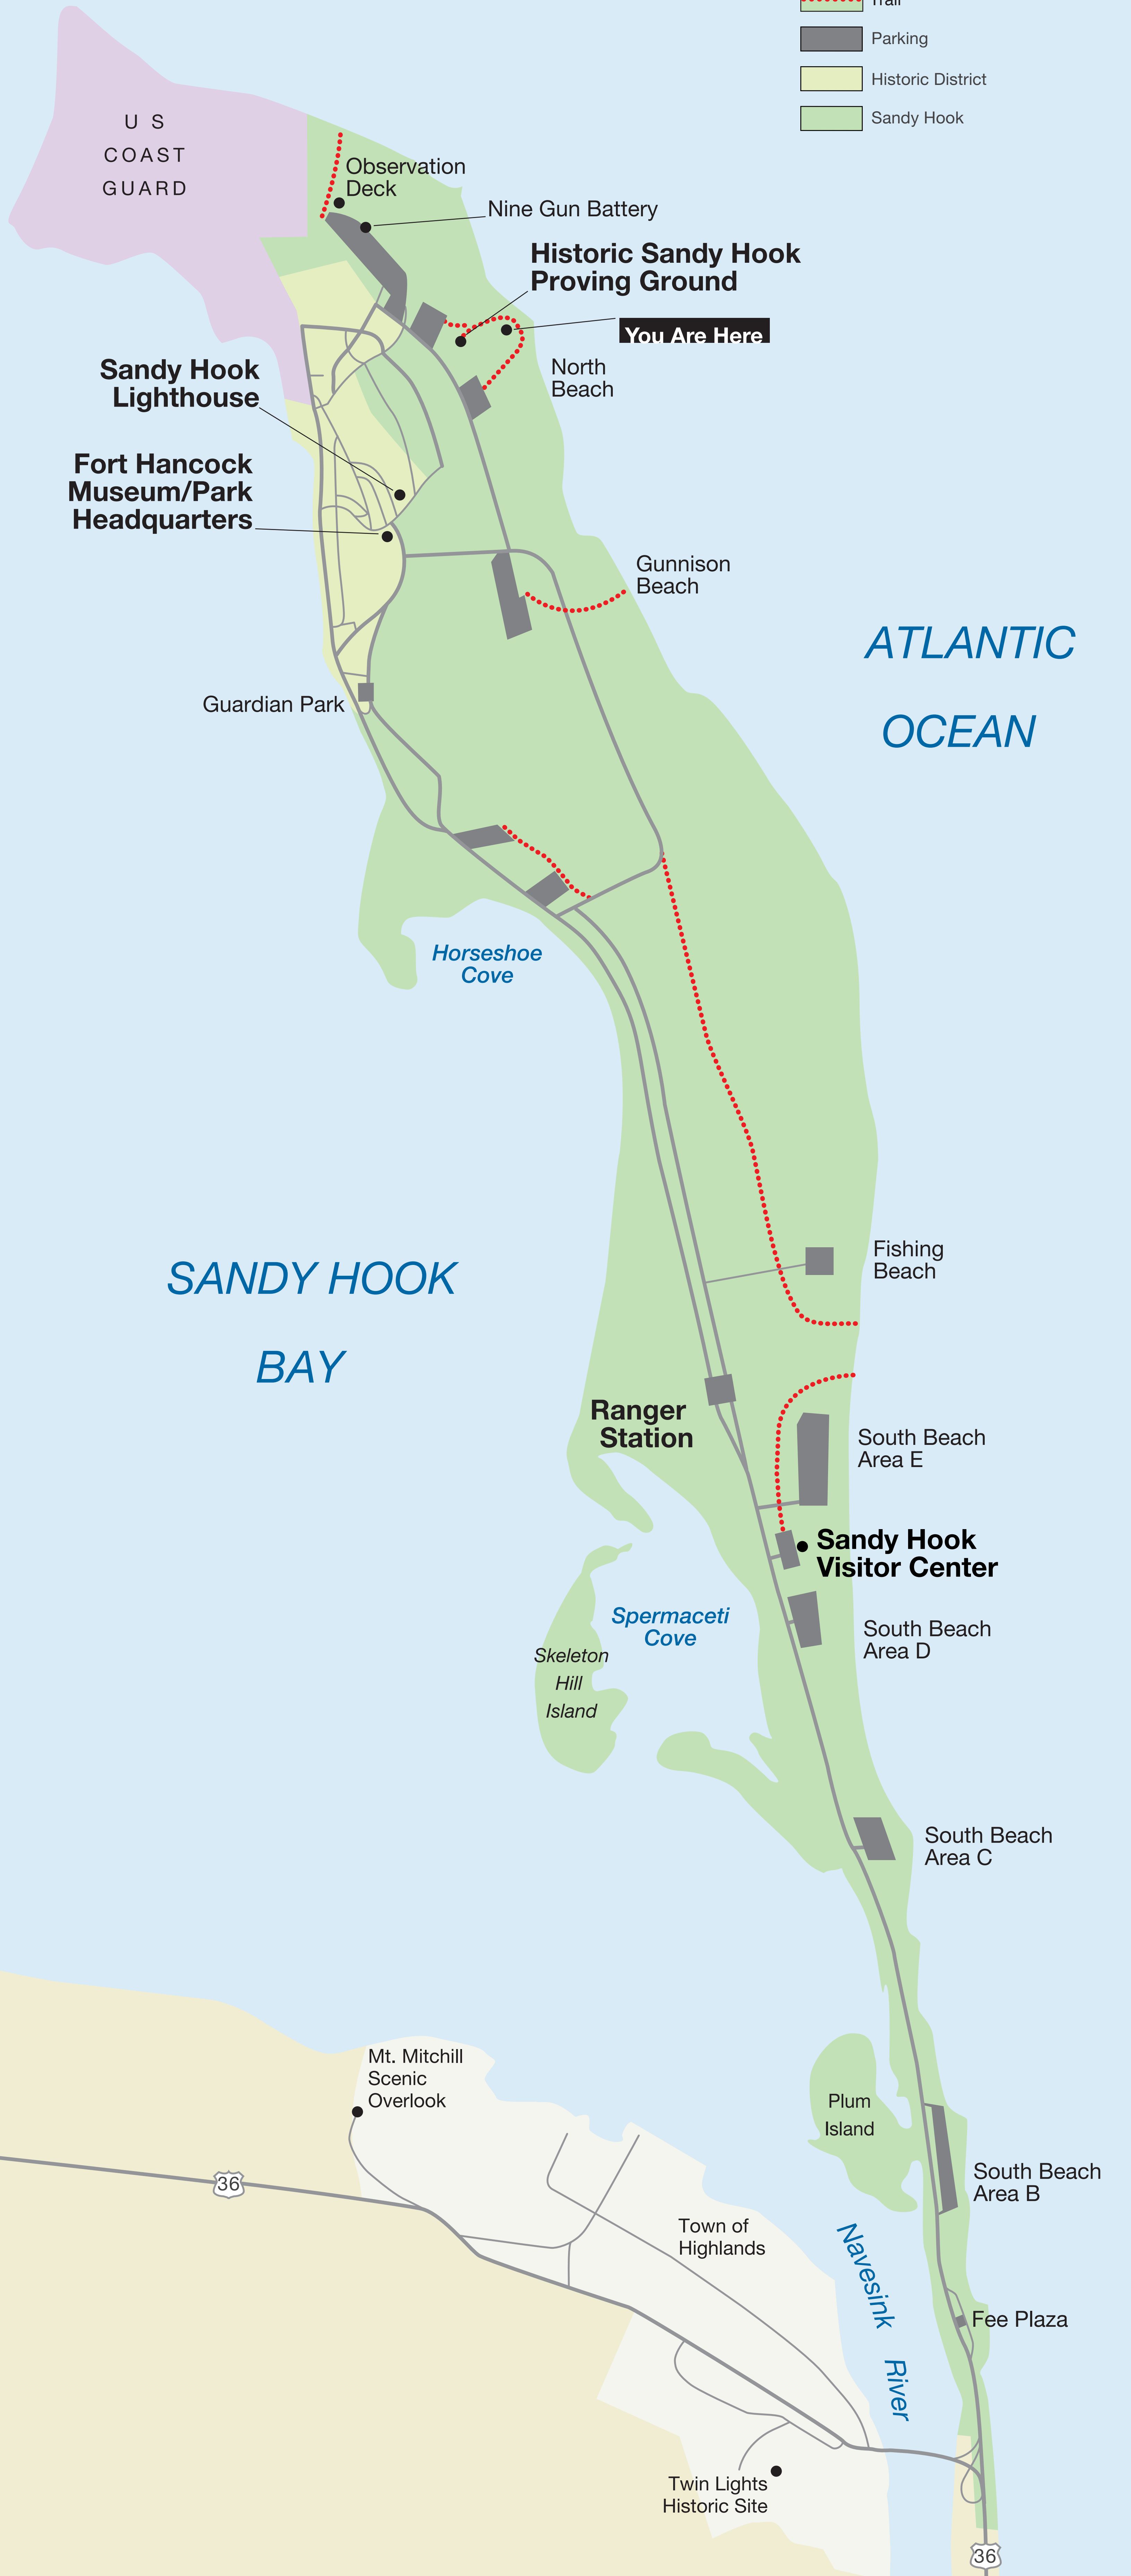 Trail
Parking
Historic District
Sandy Hook
U S
COAST
GUARD
Observation
Deck
Nine Gun Battery
Historic Sandy Hook
Proving Ground
You Are Here
North
Beach
Sandy Hook
Lighthouse
Fort Hancock
Museum/Park
Headquarters
Gunnison
Beach
ATLANTIC
OCEAN
Guardian Park
Horseshoe
Cove
SANDY HOOK
BAY
Fishing
Beach
Ranger
Station
South Beach
Area E
Sandy Hook
Visitor Center
Spermaceti
Cove
South Beach
Area D
Skeleton
Hill
Island
South Beach
Area C
Mt. Mitchill
Scenic
Overlook
Plum
Island
36
South Beach
Area B
Town of
Highlands
Navesink
River
Fee Plaza
Twin Lights
Historic Site
36